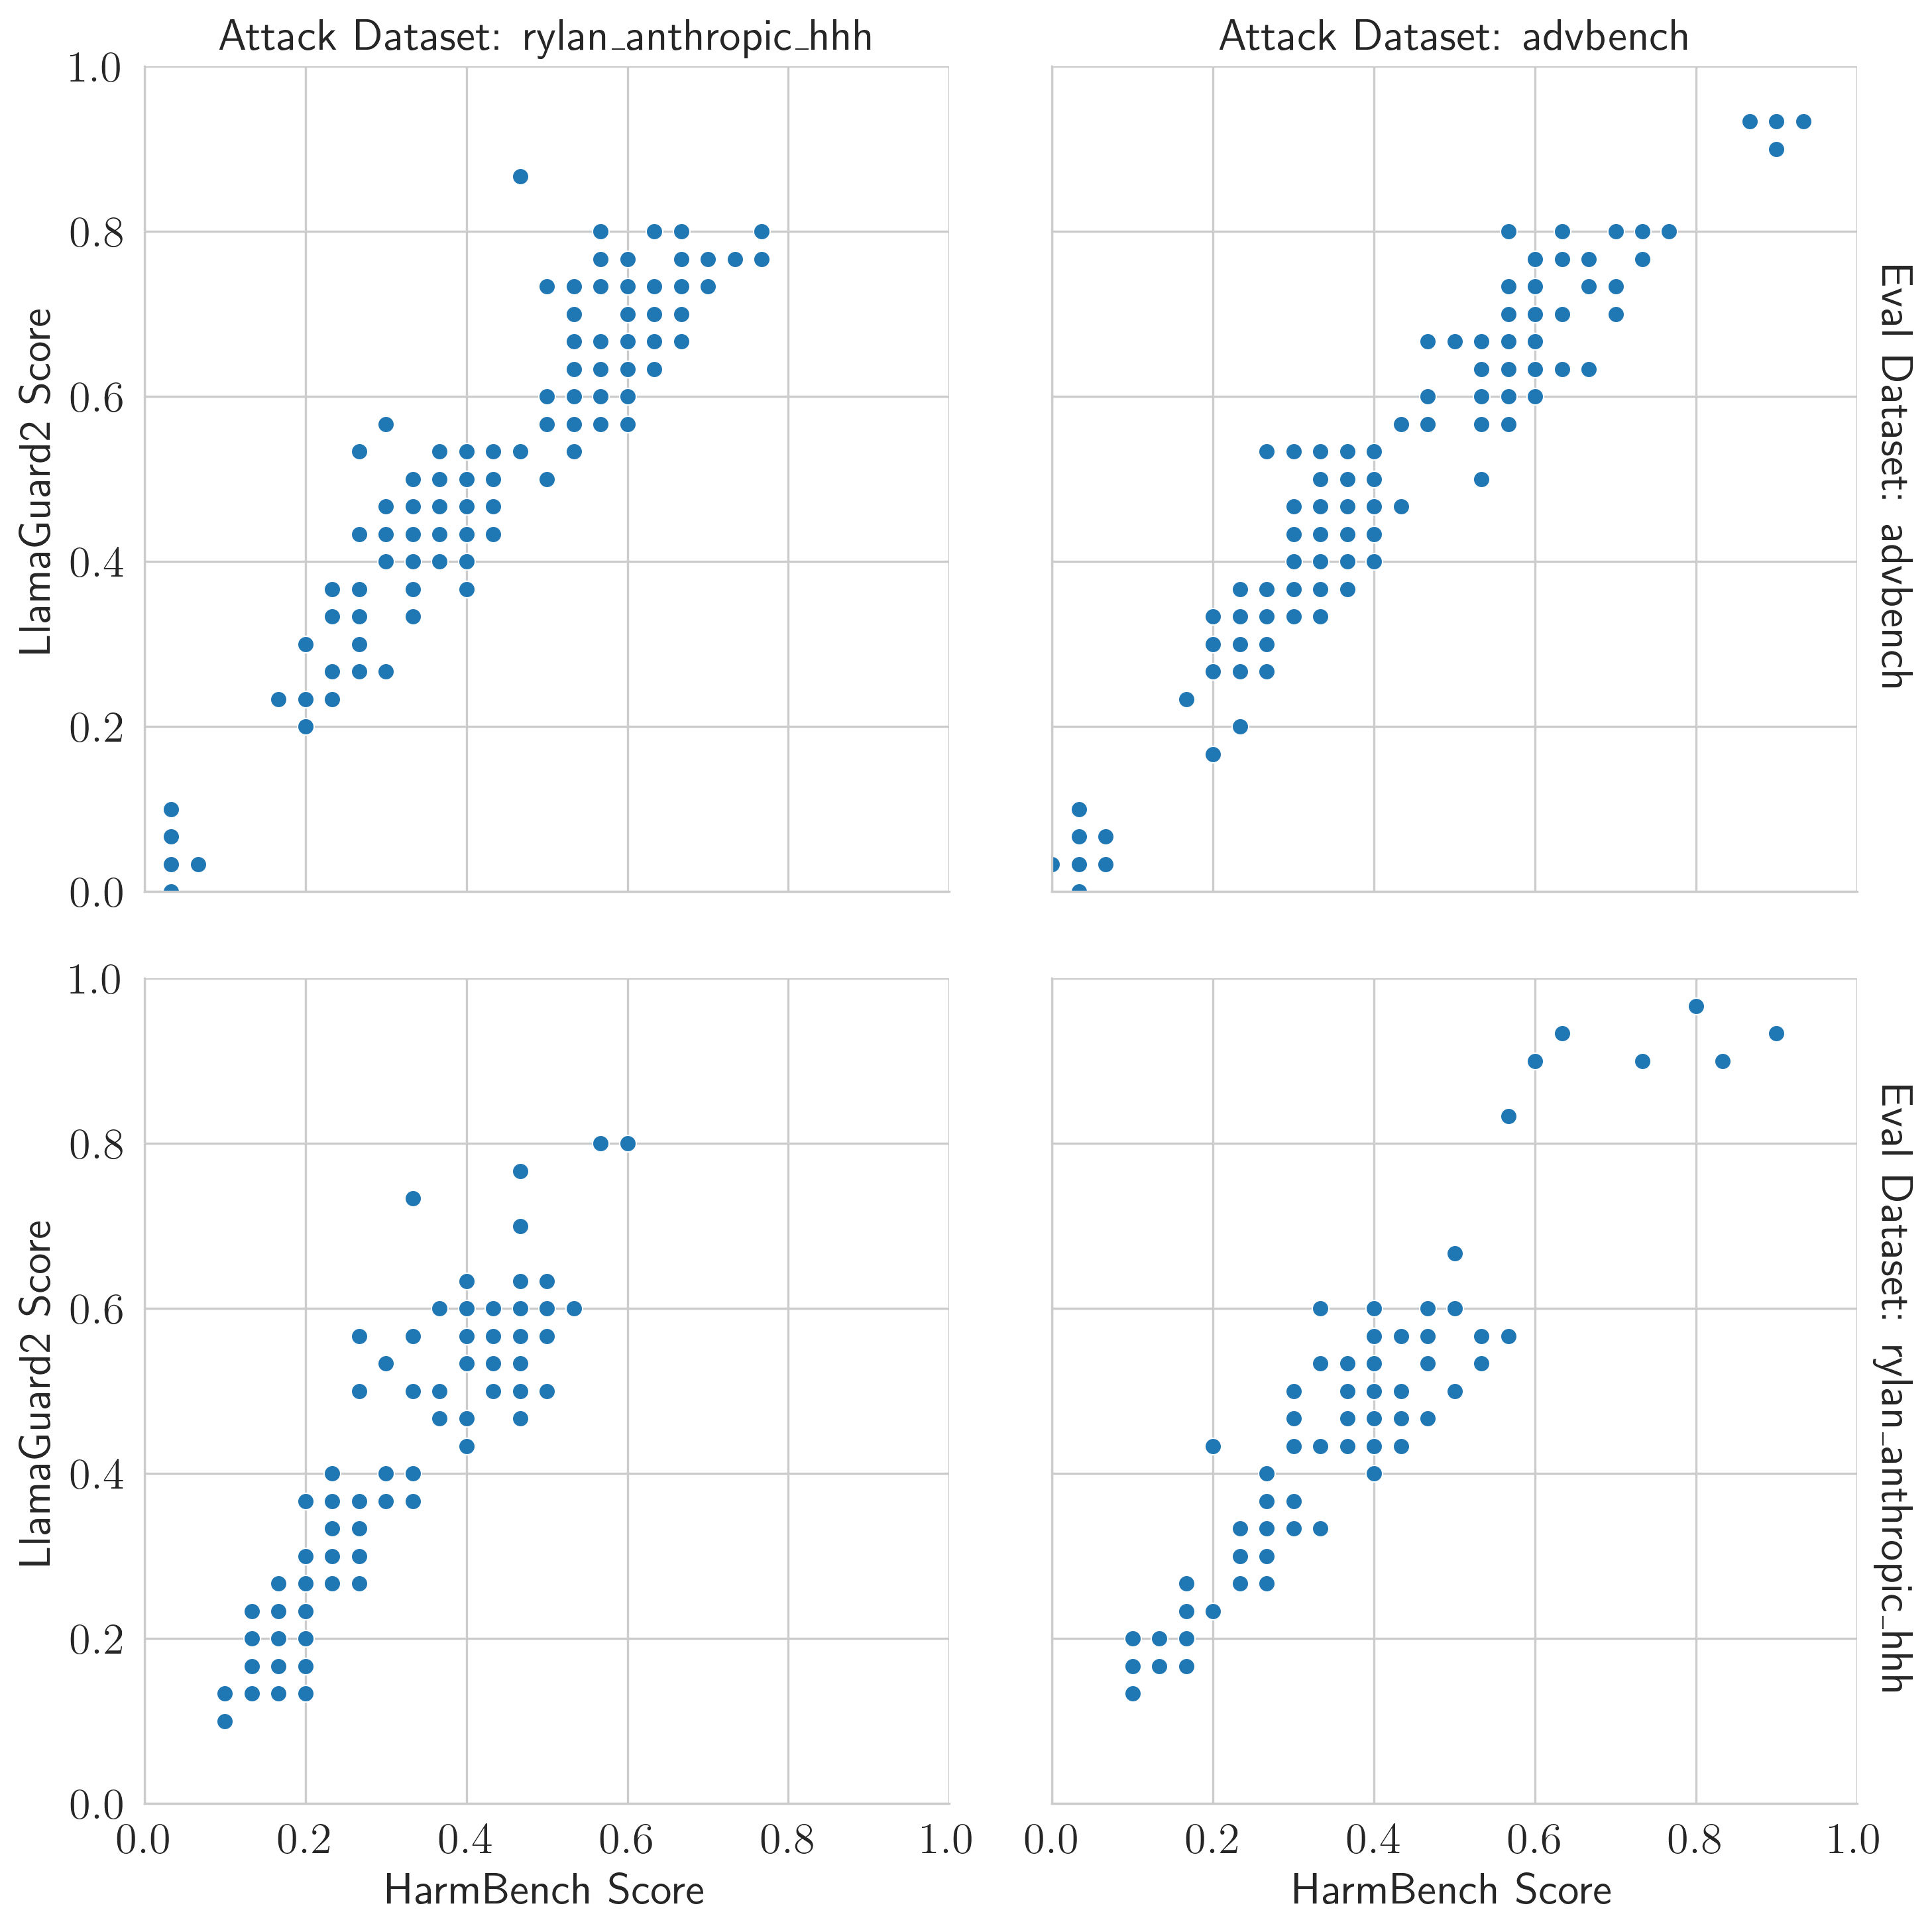 Attack Dataset: rylan_anthropic_hhh
Attack Dataset: advbench
1.0
0.8
0.6
0.4
0.2
0.0
LlamaGuard2 Score
Eval Dataset: advbench
1.0
0.8
0.6
0.4
0.2
0.0
LlamaGuard2 Score
Eval Dataset: rylan_anthropic_hhh
0.0 0.2 0.4 0.6 0.8 1.0
0.0 0.2 0.4 0.6 0.8 1.0
HarmBench Score
HarmBench Score